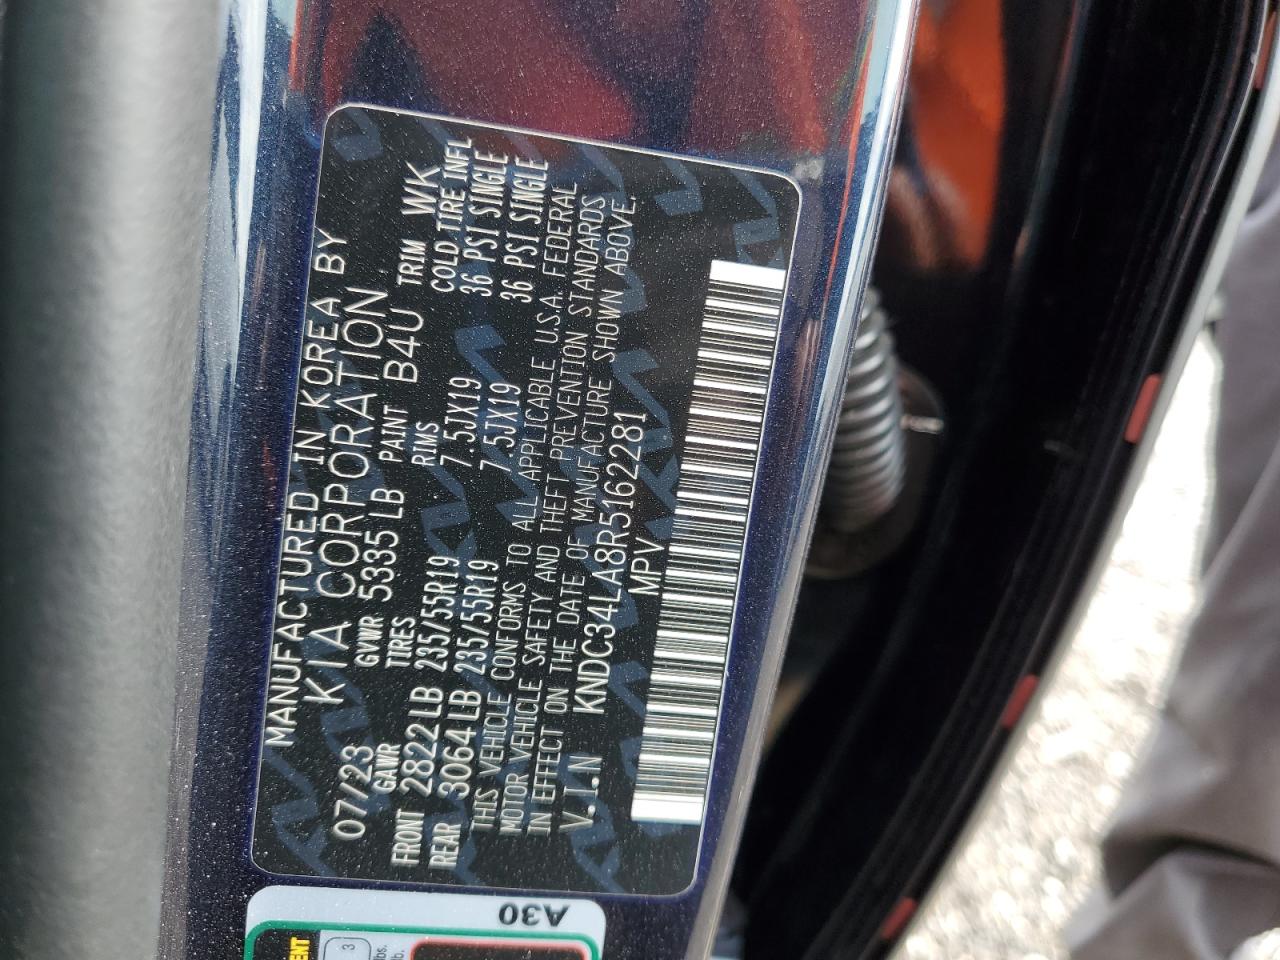 MANUFACTURED IN KOREA BY
KIA CORPORATION
07/23 GVWR 5335 LB PAINT B4U TRIM WK
GAWR TIRES RIMS COLD TIRE INFL
FRONT 2822 LB 235/55R19 7.5JX19 36 PSI SINGLE
REAR 3064 LB 235/55R19 7.5JX19 36 PSI SINGLE
THIS VEHICLE CONFORMS TO ALL APPLICABLE U.S.A. FEDERAL
MOTOR VEHICLE SAFETY AND THEFT PREVENTION STANDARDS
IN EFFECT ON THE DATE OF MANUFACTURE SHOWN ABOVE.
V.I.N KNDC34LA8R5162281
MPV
A30
3